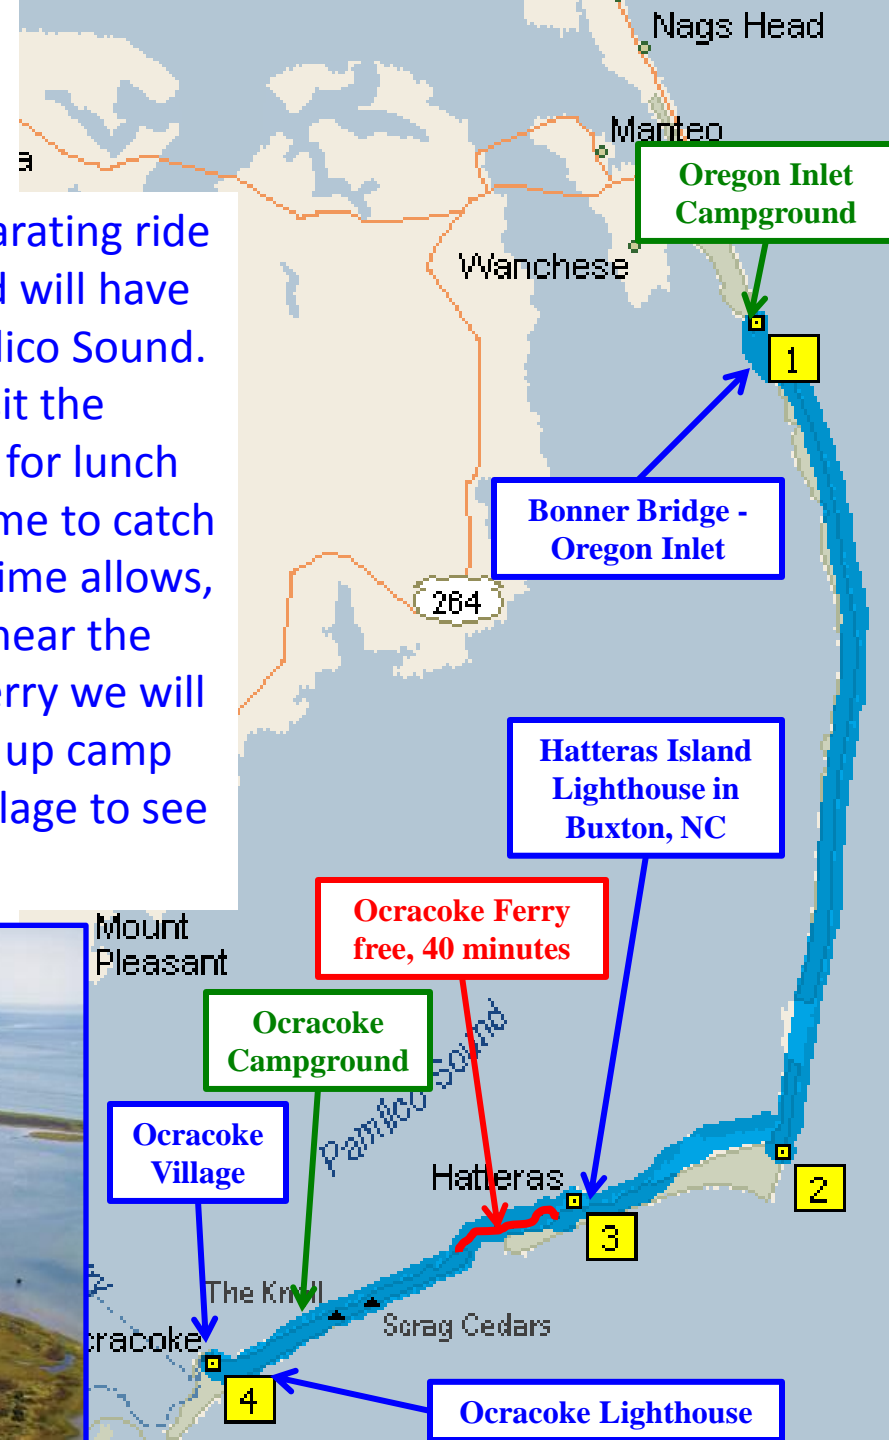 Nags Head
Manteo
Oregon Inlet
Campground
arating ride
will have
lico Sound.
it the
for lunch
me to catch
ime allows,
near the
erry we will
up camp
lage to see
Wanchese
1
Bonner Bridge -
Oregon Inlet
264
Hatteras Island
Lighthouse in
Buxton, NC
Mount
Pleasant
Ocracoke Ferry
free, 40 minutes
Ocracoke
Campground
Pamlico Sound
Ocracoke
Village
Hatteras
2
3
The Knoll
Scrag Cedars
cracoke
4
Ocracoke Lighthouse